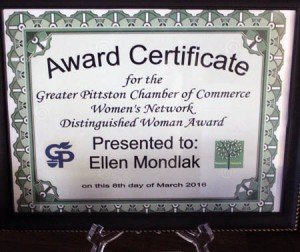 Award Certificate
for the
Greater Pittston Chamber of Commerce
Women's Network
Distinguished Woman Award
Presented to:
Ellen Mondlak
on this 8th day of March 2016